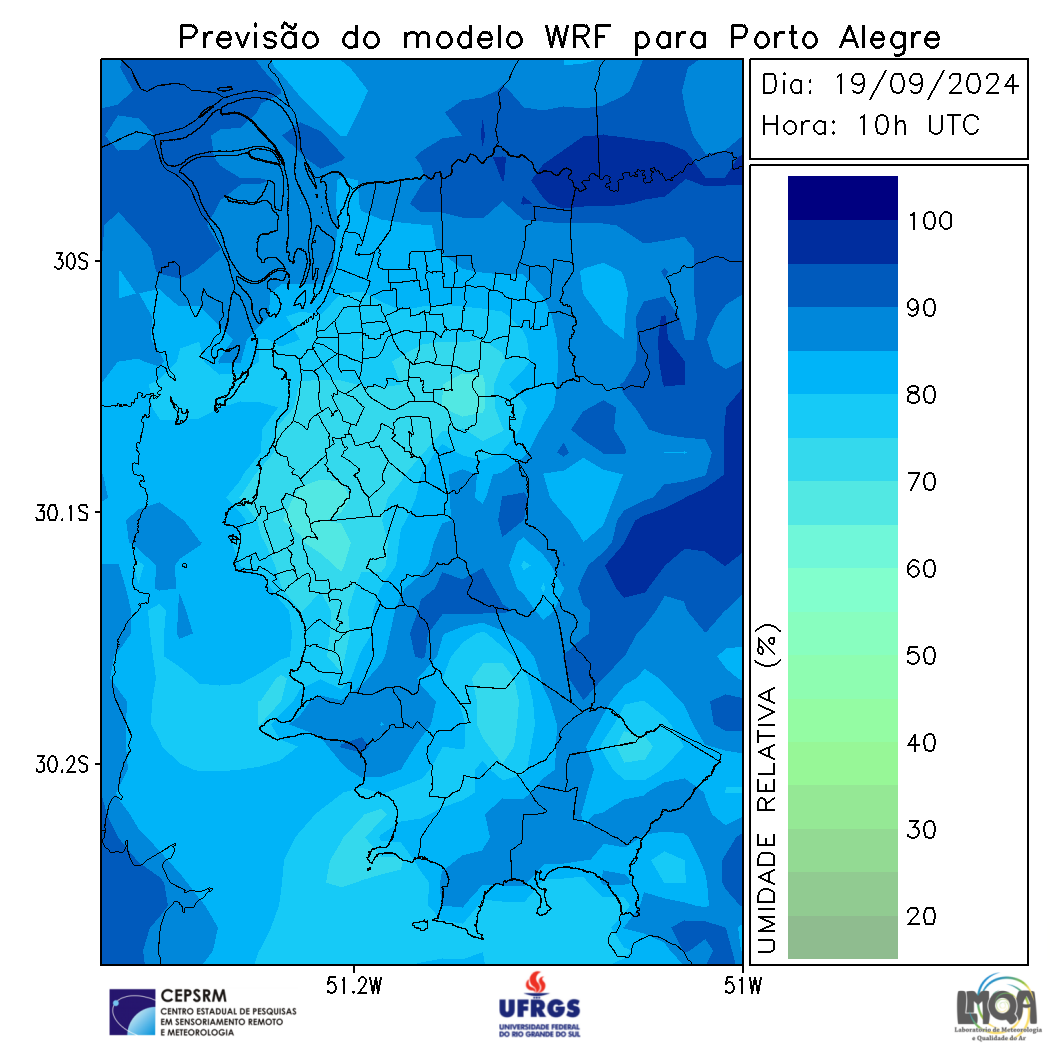 Previsão do modelo WRF para Porto Alegre
Dia: 19/09/2024
Hora: 10h UTC
30S
30.1S
30.2S
51.2W
51W
100
90
80
70
60
50
40
30
20
UMIDADE RELATIVA (%)
CEPSRM
CENTRO ESTADUAL DE PESQUISAS
EM SENSORIAMENTO REMOTO
E METEOROLOGIA
UFRGS
UNIVERSIDADE FEDERAL
DO RIO GRANDE DO SUL
LMQA
Laboratório de Meteorologia
e Qualidade do Ar